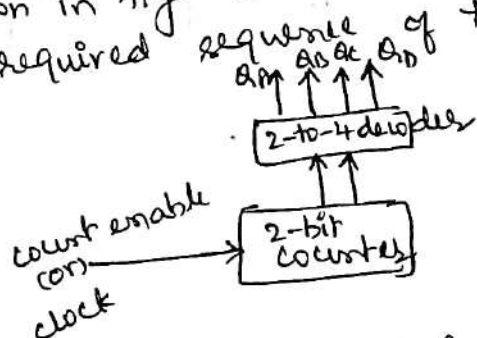 on in
required sequence of
QA QB QC QD
2-to-4 decoder
count enable
(or)
clock
2-bit
counter